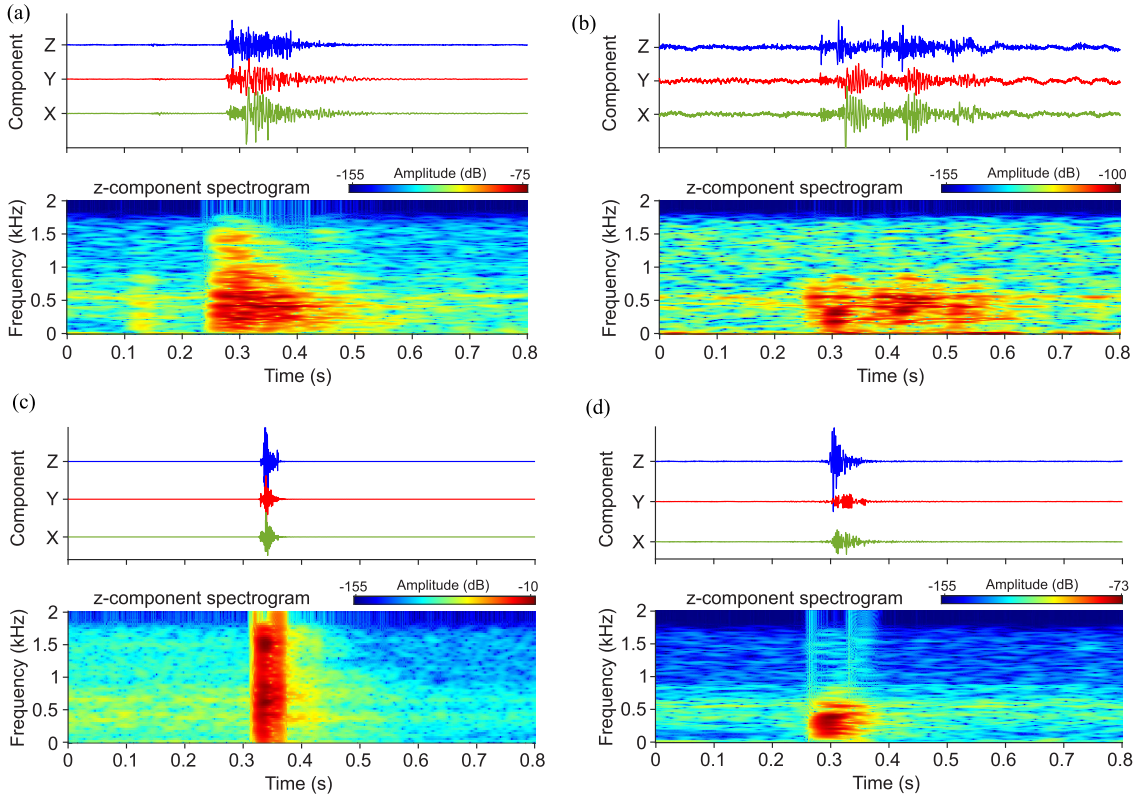 (a)
Component
Z
Y
X
z-component spectrogram
-155 Amplitude (dB) -75
Frequency (kHz)
2
1.5
1
0.5
0
0 0.1 0.2 0.3 0.4 0.5 0.6 0.7 0.8
Time (s)
(b)
Component
Z
Y
X
z-component spectrogram
-155 Amplitude (dB) -100
Frequency (kHz)
2
1.5
1
0.5
0
0 0.1 0.2 0.3 0.4 0.5 0.6 0.7 0.8
Time (s)
(c)
Component
Z
Y
X
z-component spectrogram
-155 Amplitude (dB) -10
Frequency (kHz)
2
1.5
1
0.5
0
0 0.1 0.2 0.3 0.4 0.5 0.6 0.7 0.8
Time (s)
(d)
Component
Z
Y
X
z-component spectrogram
-155 Amplitude (dB) -73
Frequency (kHz)
2
1.5
1
0.5
0
0 0.1 0.2 0.3 0.4 0.5 0.6 0.7 0.8
Time (s)